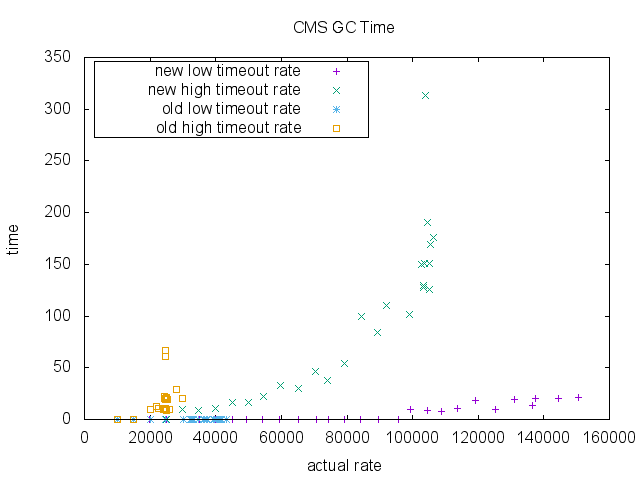 CMS GC Time
350
300
250
200
150
100
50
0
time
new low timeout rate
new high timeout rate
old low timeout rate
old high timeout rate
0 20000 40000 60000 80000 100000 120000 140000 160000
actual rate